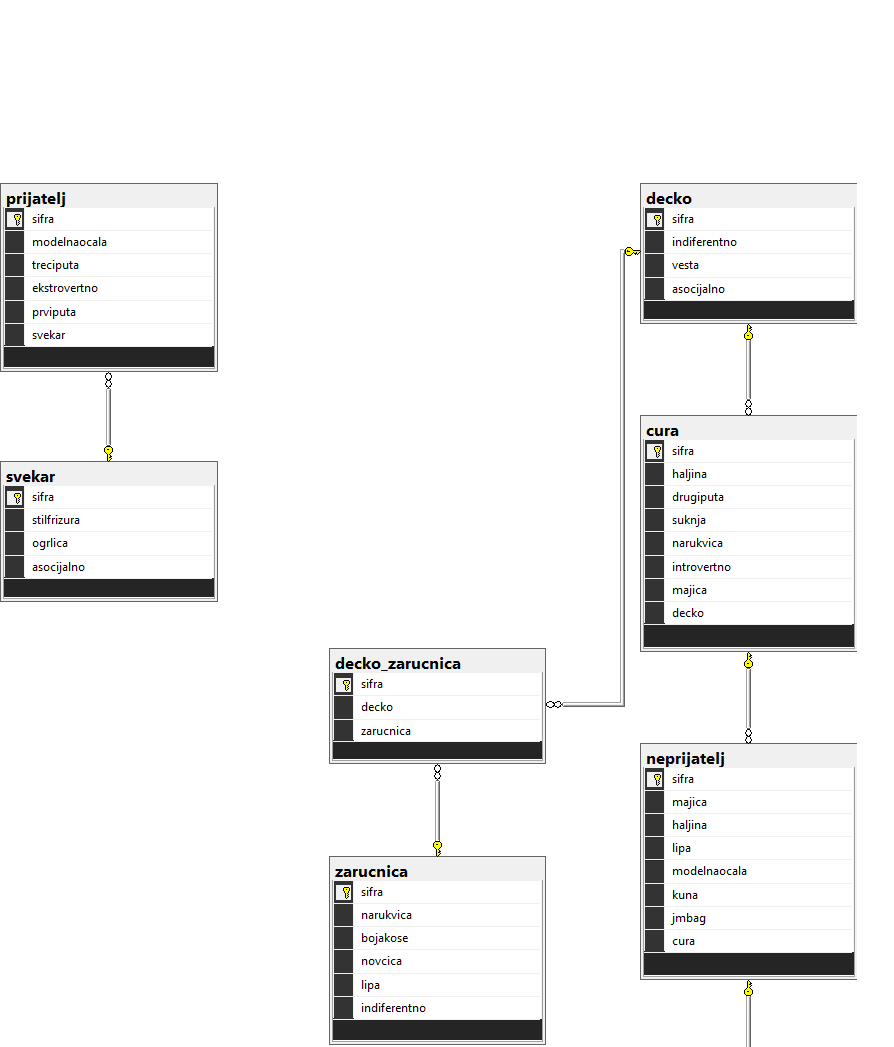 prijatelj
sifra
modelnaocala
treciputa
ekstrovertno
prviputa
svekar
svekar
sifra
stilfrizura
ogrlica
asocijalno
decko_zarucnica
sifra
decko
zarucnica
zarucnica
sifra
narukvica
bojakose
novcica
lipa
indiferentno
decko
sifra
indiferentno
vesta
asocijalno
cura
sifra
haljina
drugiputa
suknja
narukvica
introvertno
majica
decko
neprijatelj
sifra
majica
haljina
lipa
modelnaocala
kuna
jmbag
cura